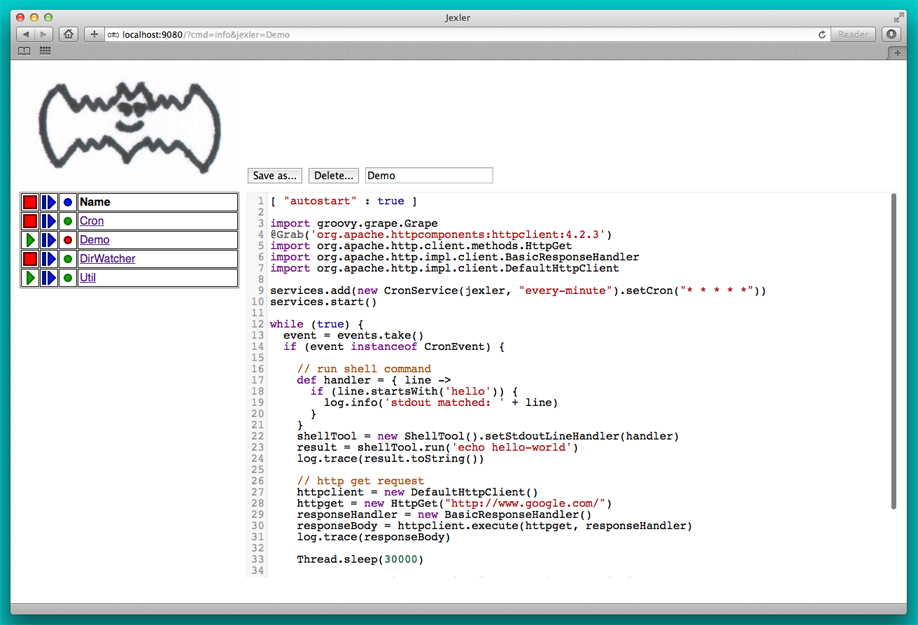 Jexler
localhost:9080/?cmd=info&jexler=Demo
Reader
Save as... Delete... Demo
Name
Cron
Demo
DirWatcher
Util
1 [ "autostart" : true ]
2
3 import groovy.grape.Grape
4 @Grab('org.apache.httpcomponents:httpclient:4.2.3')
5 import org.apache.http.client.methods.HttpGet
6 import org.apache.http.impl.client.BasicResponseHandler
7 import org.apache.http.impl.client.DefaultHttpClient
8
9 services.add(new CronService(jexler, "every-minute").setCron("* * * * *"))
10 services.start()
11
12 while (true) {
13 event = events.take()
14 if (event instanceof CronEvent) {
15
16 // run shell command
17 def handler = { line ->
18 if (line.startsWith('hello')) {
19 log.info('stdout matched: ' + line)
20 }
21 }
22 shellTool = new ShellTool().setStdoutLineHandler(handler)
23 result = shellTool.run('echo hello-world')
24 log.trace(result.toString())
25
26 // http get request
27 httpclient = new DefaultHttpClient()
28 httpget = new HttpGet("http://www.google.com/")
29 responseHandler = new BasicResponseHandler()
30 responseBody = httpclient.execute(httpget, responseHandler)
31 log.trace(responseBody)
32
33 Thread.sleep(30000)
34